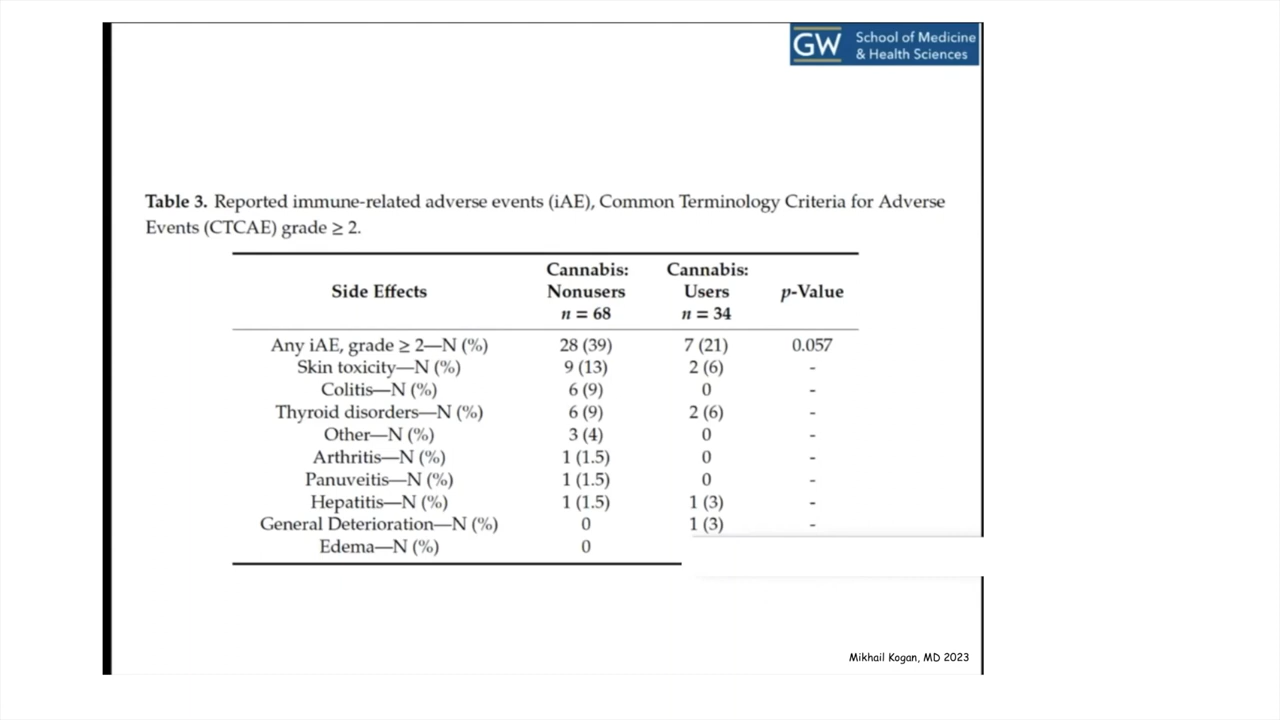 GW School of Medicine
& Health Sciences
Table 3. Reported immune-related adverse events (iAE), Common Terminology Criteria for Adverse
Events (CTCAE) grade ≥ 2.
Side Effects Cannabis: Nonusers n = 68 Cannabis: Users n = 34 p-Value
Any iAE, grade ≥ 2—N (%) 28 (39) 7 (21) 0.057
Skin toxicity—N (%) 9 (13) 2 (6) -
Colitis—N (%) 6 (9) 0 -
Thyroid disorders—N (%) 6 (9) 2 (6) -
Other—N (%) 3 (4) 0 -
Arthritis—N (%) 1 (1.5) 0 -
Panuveitis—N (%) 1 (1.5) 0 -
Hepatitis—N (%) 1 (1.5) 1 (3) -
General Deterioration—N (%) 0 1 (3) -
Edema—N (%) 0
Mikhail Kogan, MD 2023